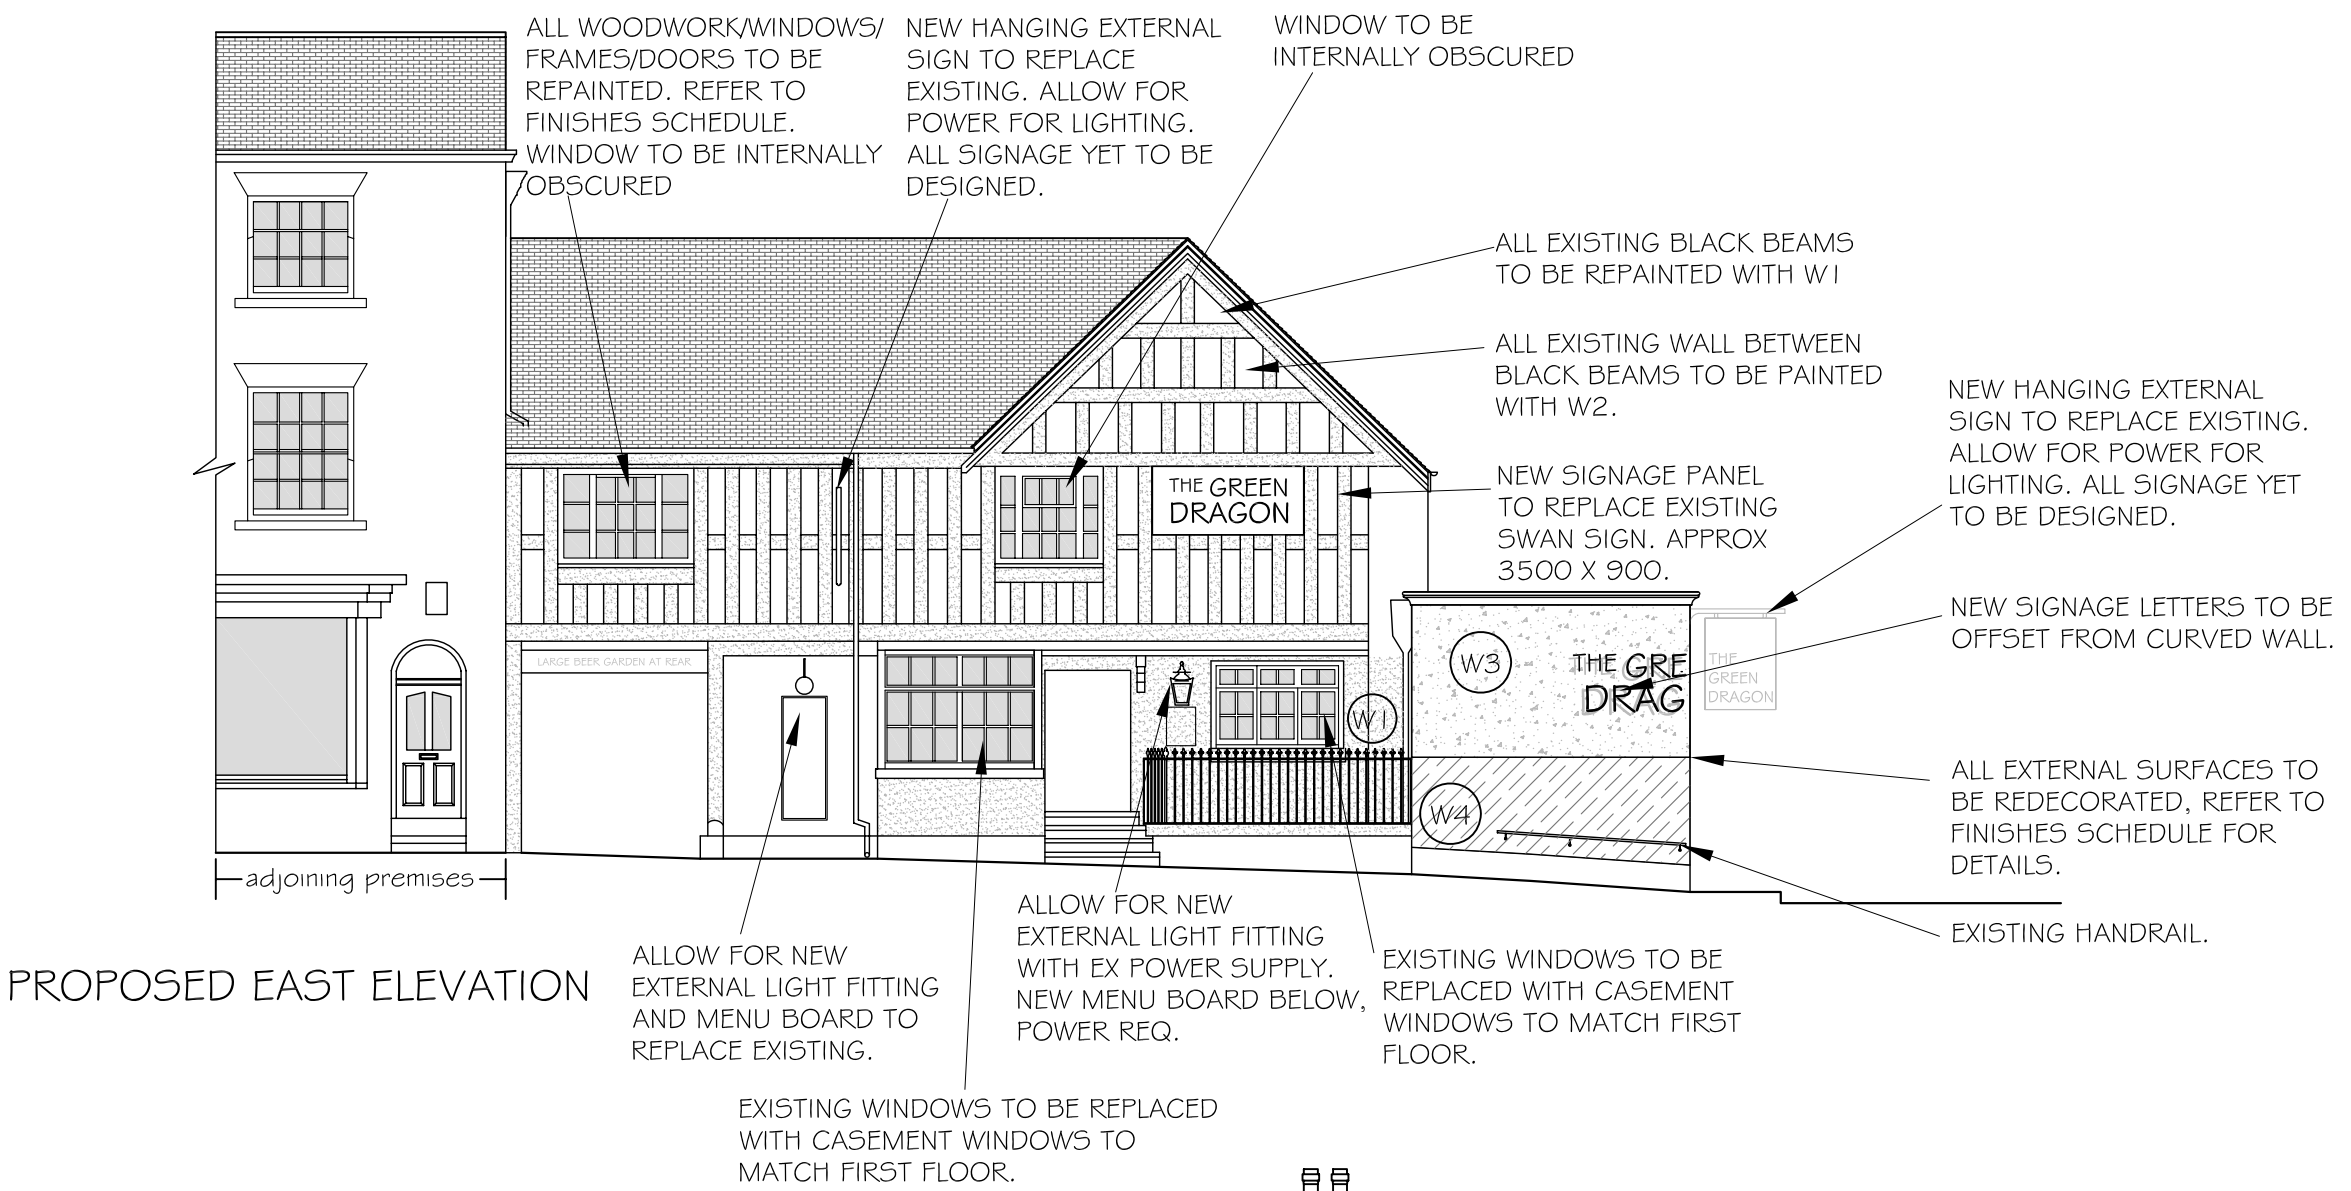 ALL WOODWORK/WINDOWS/
FRAMES/DOORS TO BE
REPAINTED. REFER TO
FINISHES SCHEDULE.
WINDOW TO BE INTERNALLY
OBSCURED
NEW HANGING EXTERNAL
SIGN TO REPLACE
EXISTING. ALLOW FOR
POWER FOR LIGHTING.
ALL SIGNAGE YET TO BE
DESIGNED.
WINDOW TO BE
INTERNALLY OBSCURED
ALL EXISTING BLACK BEAMS
TO BE REPAINTED WITH W1
ALL EXISTING WALL BETWEEN
BLACK BEAMS TO BE PAINTED
WITH W2.
NEW SIGNAGE PANEL
TO REPLACE EXISTING
SWAN SIGN. APPROX
3500 X 900.
NEW HANGING EXTERNAL
SIGN TO REPLACE EXISTING.
ALLOW FOR POWER FOR
LIGHTING. ALL SIGNAGE YET
TO BE DESIGNED.
NEW SIGNAGE LETTERS TO BE
OFFSET FROM CURVED WALL.
THE GREEN
DRAGON
LARGE BEER GARDEN AT REAR
W3
THE GRE
DRAG
THE
GREEN
DRAGON
W1
W4
ALL EXTERNAL SURFACES TO
BE REDECORATED, REFER TO
FINISHES SCHEDULE FOR
DETAILS.
EXISTING HANDRAIL.
adjoining premises
PROPOSED EAST ELEVATION
ALLOW FOR NEW
EXTERNAL LIGHT FITTING
AND MENU BOARD TO
REPLACE EXISTING.
ALLOW FOR NEW
EXTERNAL LIGHT FITTING
WITH EX POWER SUPPLY.
NEW MENU BOARD BELOW,
POWER REQ.
EXISTING WINDOWS TO BE
REPLACED WITH CASEMENT
WINDOWS TO MATCH FIRST
FLOOR.
EXISTING WINDOWS TO BE REPLACED
WITH CASEMENT WINDOWS TO
MATCH FIRST FLOOR.